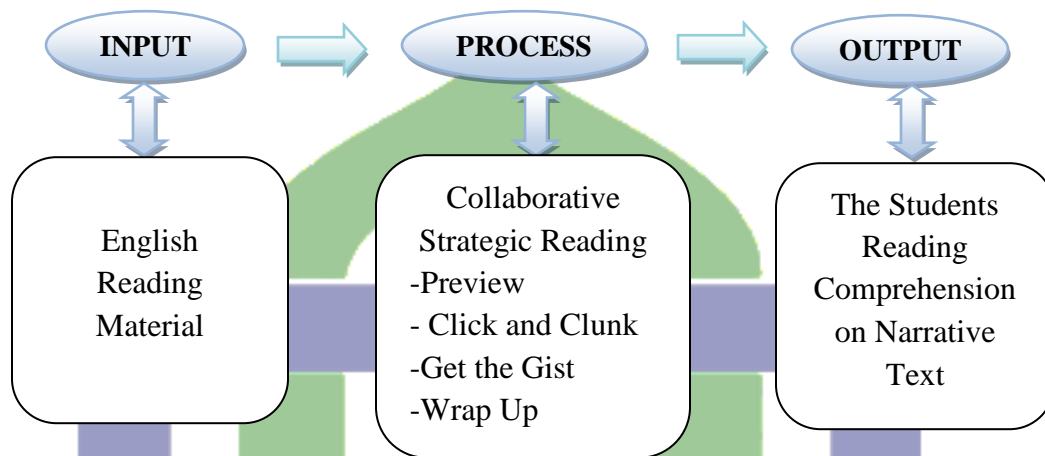 INPUT
PROCESS
OUTPUT
English
Reading
Material
Collaborative
Strategic Reading
-Preview
- Click and Clunk
-Get the Gist
-Wrap Up
The Students
Reading
Comprehension
on Narrative
Text